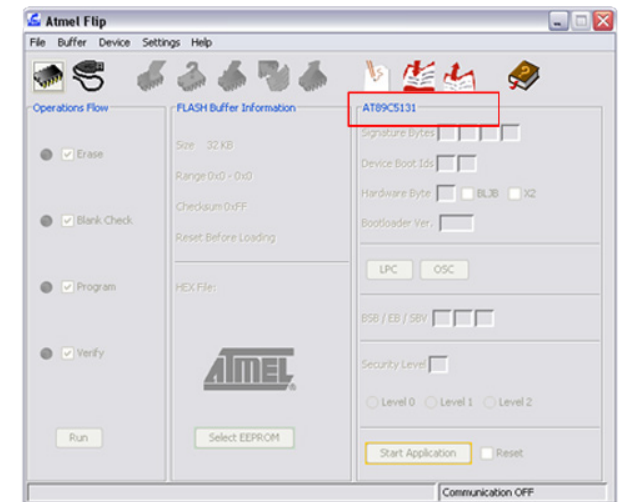 Atmel Flip
File Buffer Device Settings Help
Operations Flow
Erase
Blank Check
Program
Verify
Run
FLASH Buffer Information
Size 32 KB
Range 0x0 - 0x0
Checksum 0xFF
Reset Before Loading
HEX File:
ATMEL
Select EEPROM
AT89C5131
Signature Bytes
Device Boot Ids
Hardware Byte BLJB X2
Bootloader Ver.
LPC OSC
BSB / EB / SBV
Security Level
Level 0 Level 1 Level 2
Start Application Reset
Communication OFF